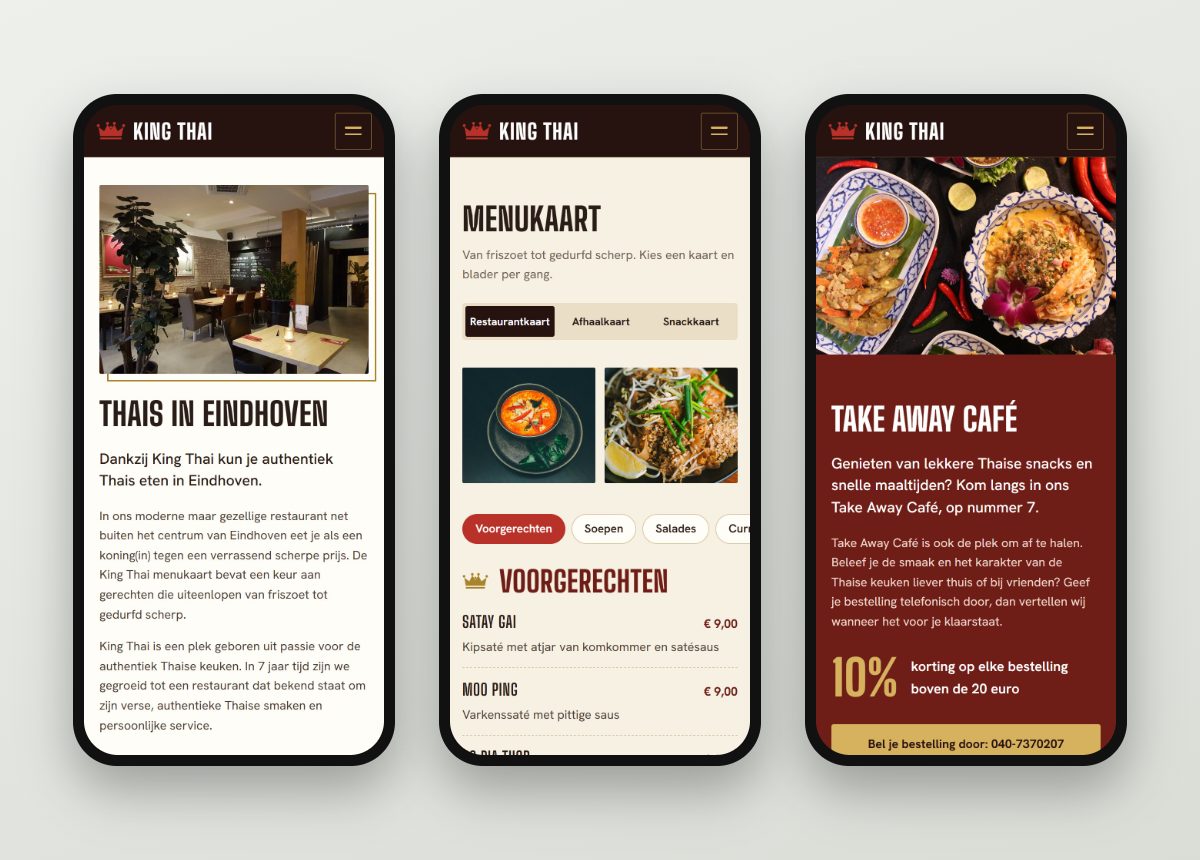 KING THAI
THAIS IN EINDHOVEN
Dankzij King Thai kun je authentiek
Thais eten in Eindhoven.
In ons moderne maar gezellige restaurant net
buiten het centrum van Eindhoven eet je als een
koning(in) tegen een verrassend scherpe prijs. De
King Thai menukaart bevat een keur aan
gerechten die uiteenlopen van friszoet tot
gedurfd scherp.
King Thai is een plek geboren uit passie voor de
authentiek Thaise keuken. In 7 jaar tijd zijn we
gegroeid tot een restaurant dat bekend staat om
zijn verse, authentieke Thaise smaken en
persoonlijke service.
KING THAI
MENUKAART
Van friszoet tot gedurfd scherp. Kies een kaart en
blader per gang.
Restaurantkaart Afhaalkaart Snackkaart
Voorgerechten Soepen Salades
VOORGERECHTEN
SATAY GAI € 9,00
Kipsaté met atjar van komkommer en satésaus
MOO PING € 9,00
Varkenssaté met pittige saus
KING THAI
TAKE AWAY CAFÉ
Genieten van lekkere Thaise snacks en
snelle maaltijden? Kom langs in ons
Take Away Café, op nummer 7.
Take Away Café is ook de plek om af te halen.
Beleef je de smaak en het karakter van de
Thaise keuken liever thuis of bij vrienden? Geef
je bestelling telefonisch door, dan vertellen wij
wanneer het voor je klaarstaat.
10% korting op elke bestelling
boven de 20 euro
Bel je bestelling door: 040-7370207